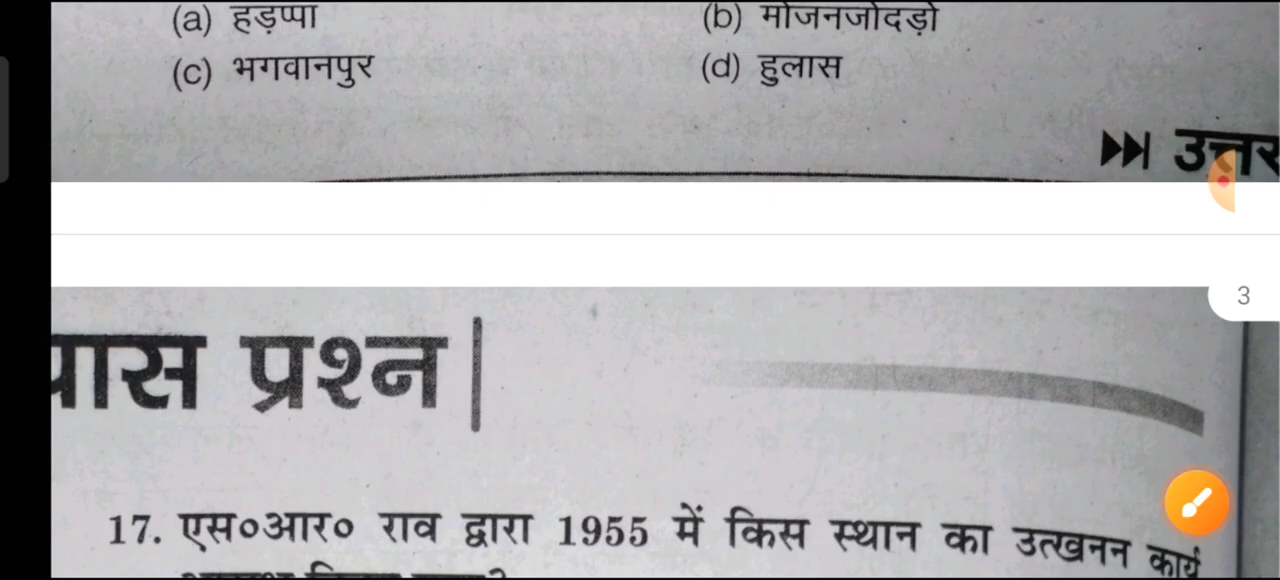 (a) हड़प्पा (b) मोजनजोदड़ो
(c) भगवानपुर (d) हुलास
उत्तर
3
प्रश्न
17. एस०आर० राव द्वारा 1955 में किस स्थान का उत्खनन कार्य